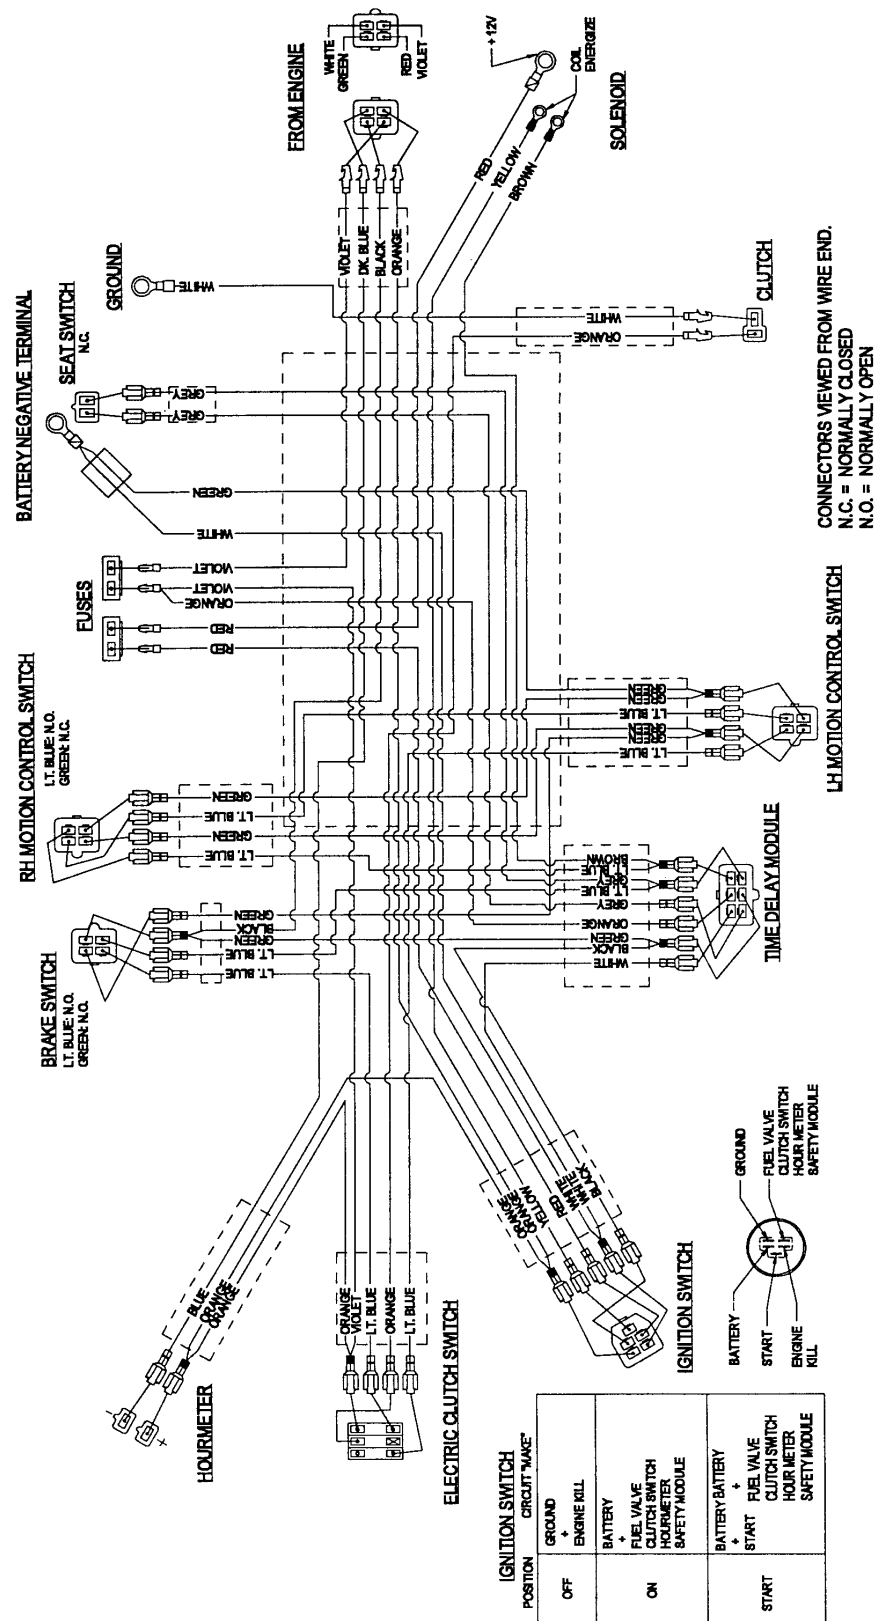 BATTERY NEGATIVE TERMINAL
SEAT SWITCH
N.C.
GROUND
FROM ENGINE
WHITE
GREEN
RED
VIOLET
+ 12V
COIL
ENERGIZE
SOLENOID
RED
YELLOW
BROWN
VIOLET
DK. BLUE
BLACK
ORANGE
WHITE
GREY
GREY
GREEN
WHITE
FUSES
VIOLET
VIOLET
ORANGE
RED
RED
WHITE
ORANGE
CLUTCH
CONNECTORS VIEWED FROM WIRE END.
N.C. = NORMALLY CLOSED
N.O. = NORMALLY OPEN
RH MOTION CONTROL SWITCH
LT. BLUE: N.O.
GREEN: N.C.
GREEN
LT. BLUE
GREEN
LT. BLUE
GREEN
GREEN
LT. BLUE
GREEN
GREEN
LT. BLUE
LH MOTION CONTROL SWITCH
BRAKE SWITCH
LT. BLUE: N.O.
GREEN: N.O.
GREEN
BLACK
GREEN
LT. BLUE
LT. BLUE
BROWN
LT. BLUE
GREY
LT. BLUE
GREY
ORANGE
GREEN
BLACK
WHITE
TIME DELAY MODULE
BLUE
ORANGE
ORANGE
HOURMETER
-
+
ORANGE
VIOLET
LT. BLUE
ORANGE
LT. BLUE
ELECTRIC CLUTCH SWITCH
ORANGE
ORANGE
YELLOW
RED
WHITE
WHITE
BLACK
IGNITION SWITCH
BATTERY
START
ENGINE
KILL
GROUND
FUEL VALVE
CLUTCH SWITCH
HOUR METER
SAFETY MODULE
IGNITION SWITCH
POSITION CIRCUIT "MAKE"
OFF
GROUND
+
ENGINE KILL
ON
BATTERY
+
FUEL VALVE
CLUTCH SWITCH
HOURMETER
SAFETY MODULE
START
BATTERY BATTERY
+ +
START FUEL VALVE
CLUTCH SWITCH
HOUR METER
SAFETY MODULE